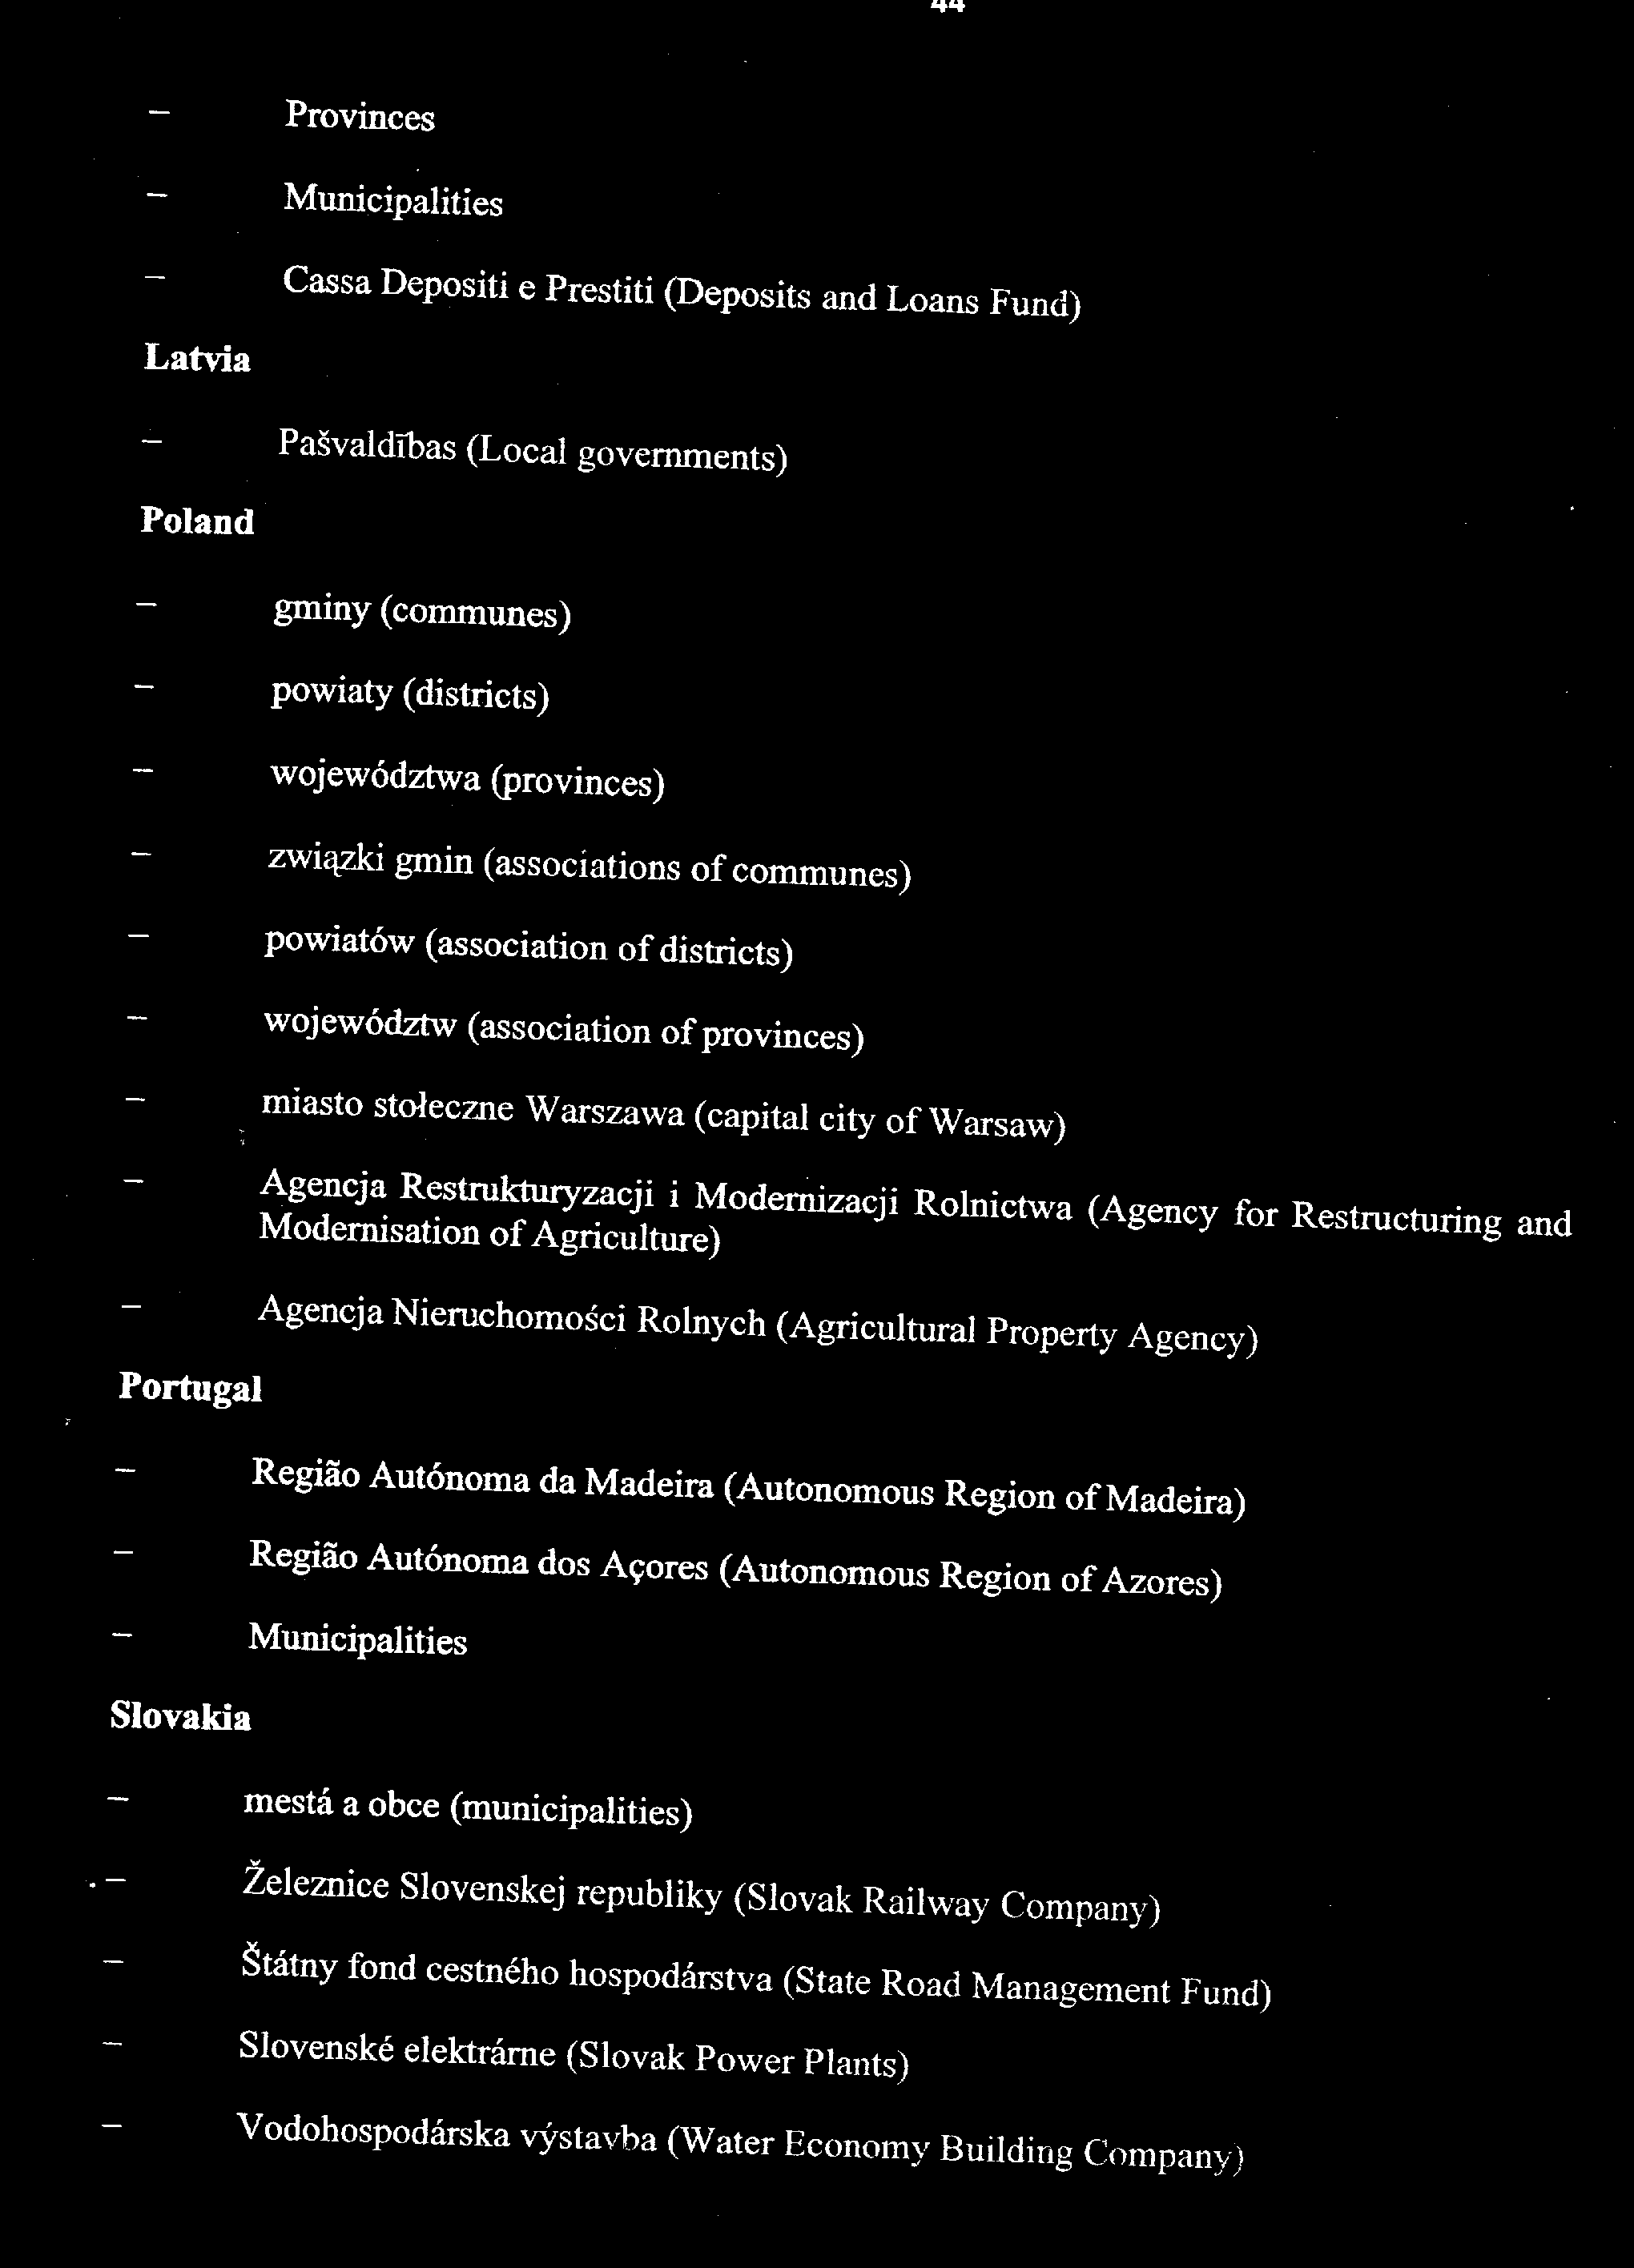 44
– Provinces
– Municipalities
– Cassa Depositi e Prestiti (Deposits and Loans Fund)
Latvia
– Pašvaldības (Local governments)
Poland
– gminy (communes)
– powiaty (districts)
– województwa (provinces)
– związki gmin (associations of communes)
– powiatów (association of districts)
– województw (association of provinces)
– miasto stołeczne Warszawa (capital city of Warsaw)
– Agencja Restrukturyzacji i Modernizacji Rolnictwa (Agency for Restructuring and
Modernisation of Agriculture)
– Agencja Nieruchomości Rolnych (Agricultural Property Agency)
Portugal
– Região Autónoma da Madeira (Autonomous Region of Madeira)
– Região Autónoma dos Açores (Autonomous Region of Azores)
– Municipalities
Slovakia
– mestá a obce (municipalities)
– Železnice Slovenskej republiky (Slovak Railway Company)
– Štátny fond cestného hospodárstva (State Road Management Fund)
– Slovenské elektrárne (Slovak Power Plants)
– Vodohospodárska výstavba (Water Economy Building Company)